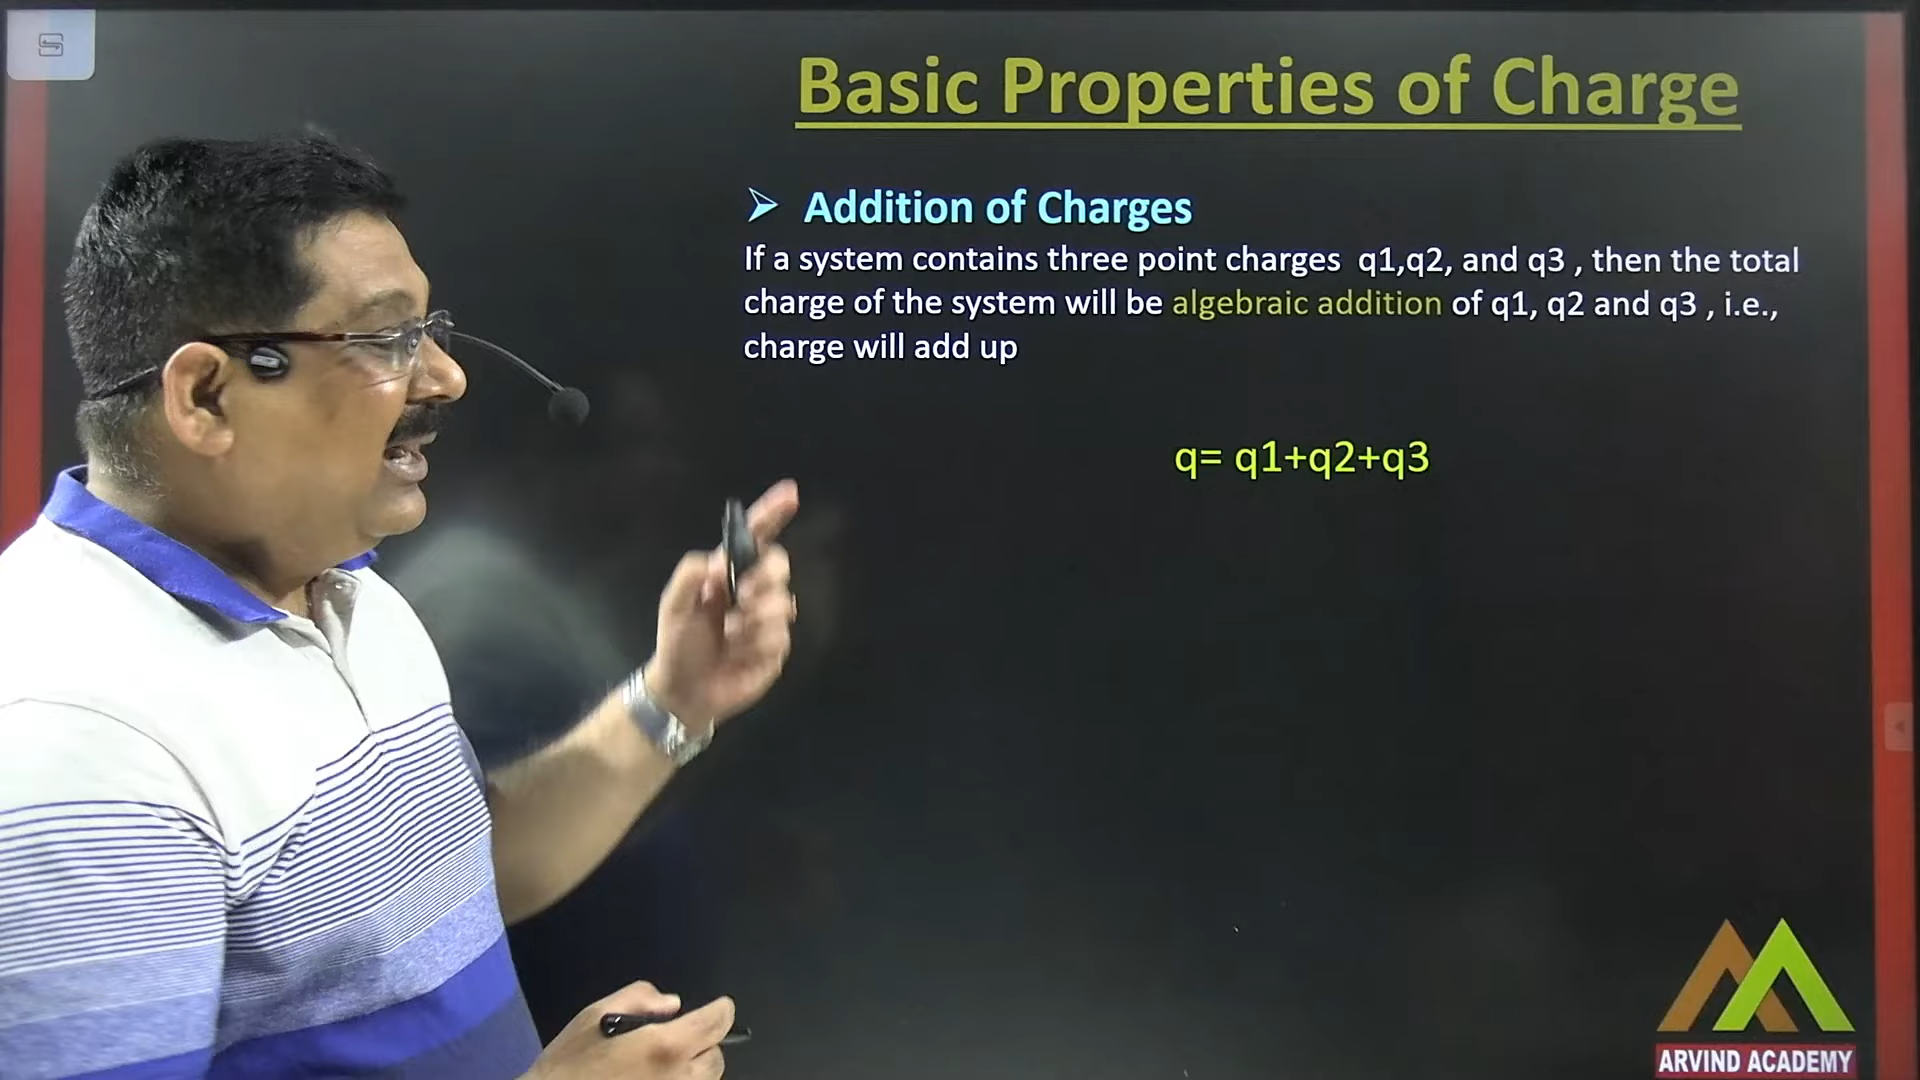 Basic Properties of Charge
➢ Addition of Charges
If a system contains three point charges q1,q2, and q3 , then the total
charge of the system will be algebraic addition of q1, q2 and q3 , i.e.,
charge will add up
q= q1+q2+q3
ARVIND ACADEMY